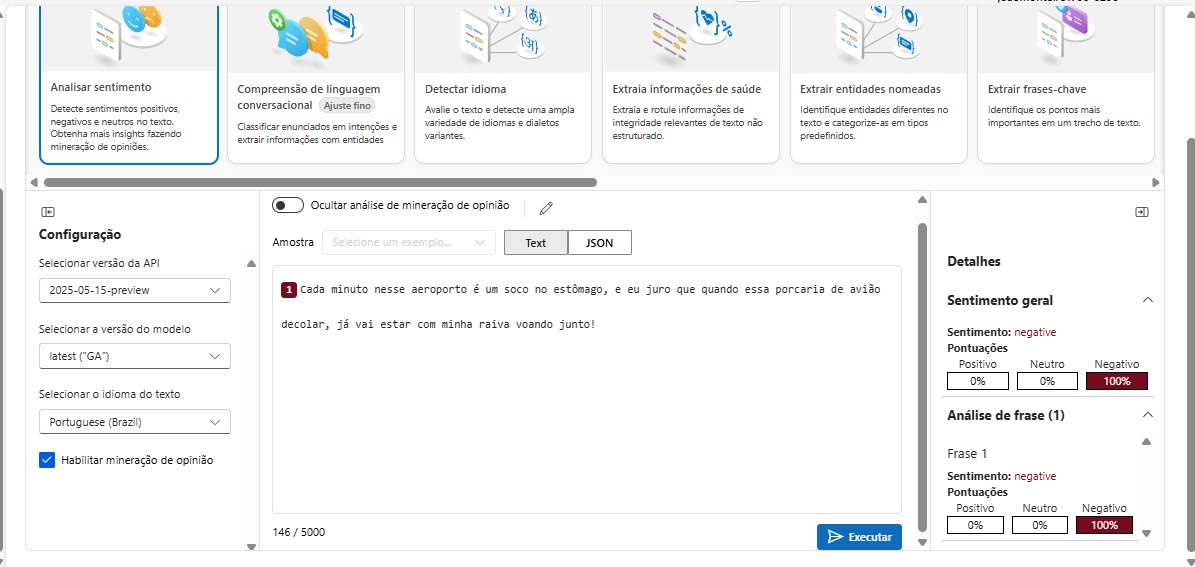 Analisar sentimento
Detecte sentimentos positivos,
negativos e neutros no texto.
Obtenha mais insights fazendo
mineração de opiniões.
Compreensão de linguagem
conversacional Ajuste fino
Classificar enunciados em intenções e
extrair informações com entidades
Detectar idioma
Avalie o texto e detecte uma ampla
variedade de idiomas e dialetos
variantes.
Extraia informações de saúde
Extraia e rotule informações de
integridade relevantes de texto não
estruturado.
Extrair entidades nomeadas
Identifique entidades diferentes no
texto e categorize-as em tipos
predefinidos.
Extrair frases-chave
Identifique os pontos mais
importantes em um trecho de texto.
Configuração
Selecionar versão da API
2025-05-15-preview
Selecionar a versão do modelo
latest ("GA")
Selecionar o idioma do texto
Portuguese (Brazil)
Habilitar mineração de opinião
Ocultar análise de mineração de opinião
Amostra Selecione um exemplo... Text JSON
1 Cada minuto nesse aeroporto é um soco no estômago, e eu juro que quando essa porcaria de avião
decolar, já vai estar com minha raiva voando junto!
146 / 5000
Executar
Detalhes
Sentimento geral
Sentimento: negative
Pontuações
Positivo Neutro Negativo
0% 0% 100%
Análise de frase (1)
Frase 1
Sentimento: negative
Pontuações
Positivo Neutro Negativo
0% 0% 100%